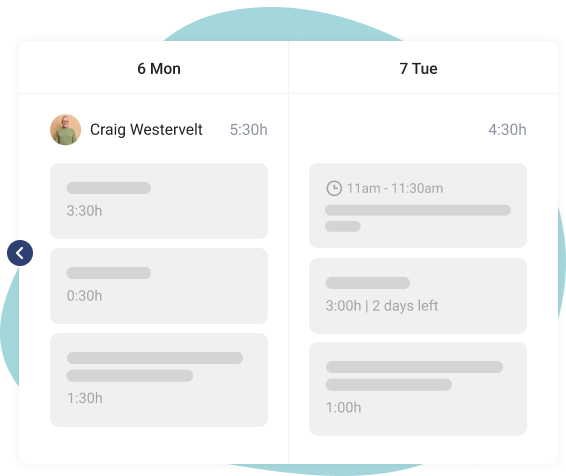 6 Mon
7 Tue
Craig Westervelt
5:30h
4:30h
3:30h
0:30h
1:30h
11am - 11:30am
3:00h | 2 days left
1:00h